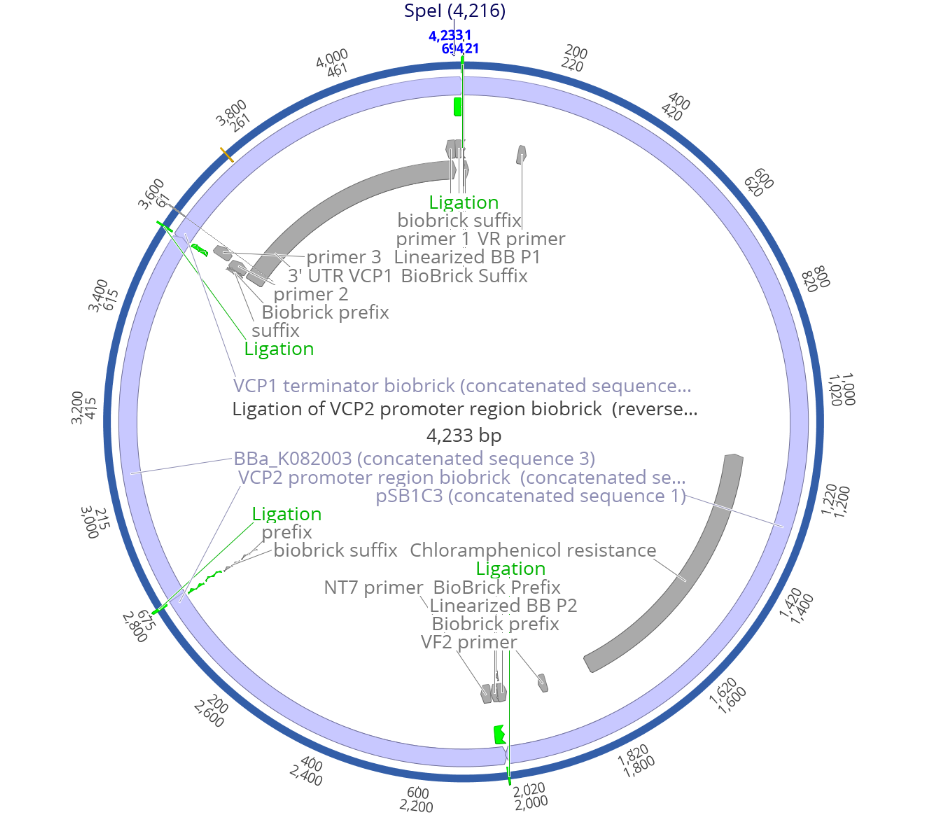 SpeI (4,216)
4,233,1
694,21
200
220
400
420
600
620
800
820
1,000
1,020
1,220
1,200
1,420
1,400
1,620
1,600
1,820
1,800
2,020
2,000
600
2,200
400
2,400
200
2,600
675
2,800
215
3,000
3,200
415
3,400
615
3,600
61
3,800
261
4,000
461
Ligation
biobrick suffix
primer 1 VR primer
primer 3 Linearized BB P1
3' UTR VCP1 BioBrick Suffix
primer 2
Biobrick prefix
suffix
Ligation
VCP1 terminator biobrick (concatenated sequence...
Ligation of VCP2 promoter region biobrick (reverse...
4,233 bp
BBa_K082003 (concatenated sequence 3)
VCP2 promoter region biobrick (concatenated se...
pSB1C3 (concatenated sequence 1)
Ligation
prefix
biobrick suffix Chloramphenicol resistance
Ligation
NT7 primer BioBrick Prefix
Linearized BB P2
Biobrick prefix
VF2 primer